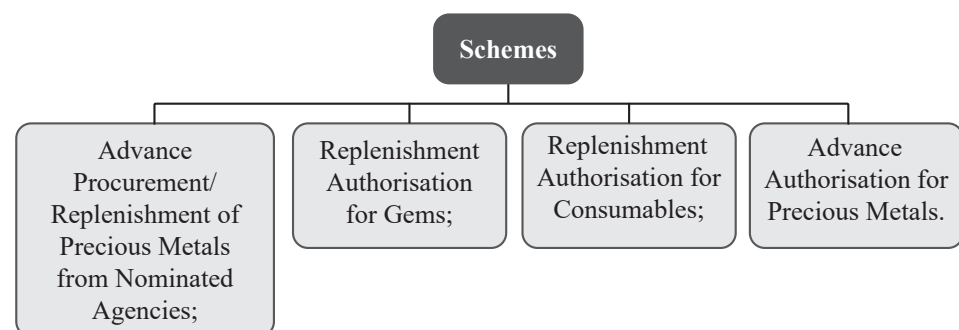 Schemes
Advance
Procurement/
Replenishment of
Precious Metals
from Nominated
Agencies;
Replenishment
Authorisation
for Gems;
Replenishment
Authorisation for
Consumables;
Advance
Authorisation for
Precious Metals.